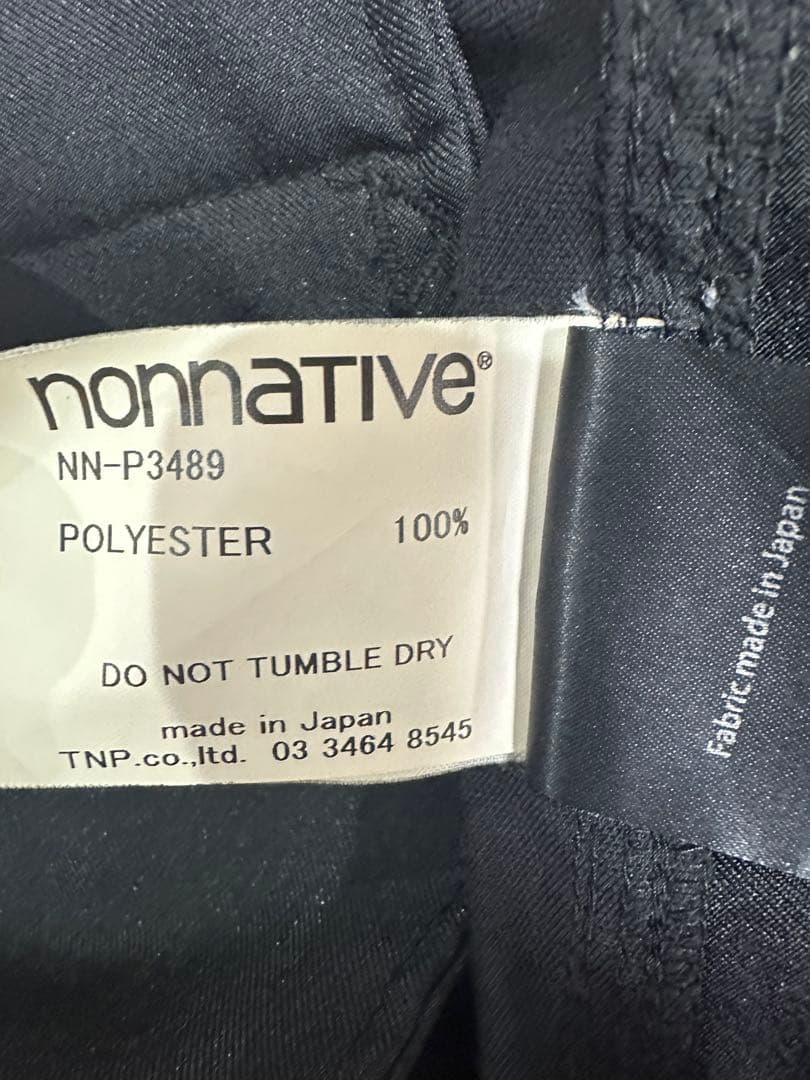 nonnative®
NN-P3489
POLYESTER 100%
DO NOT TUMBLE DRY
made in Japan
TNP.co.,ltd. 03 3464 8545
Fabric made in Japan